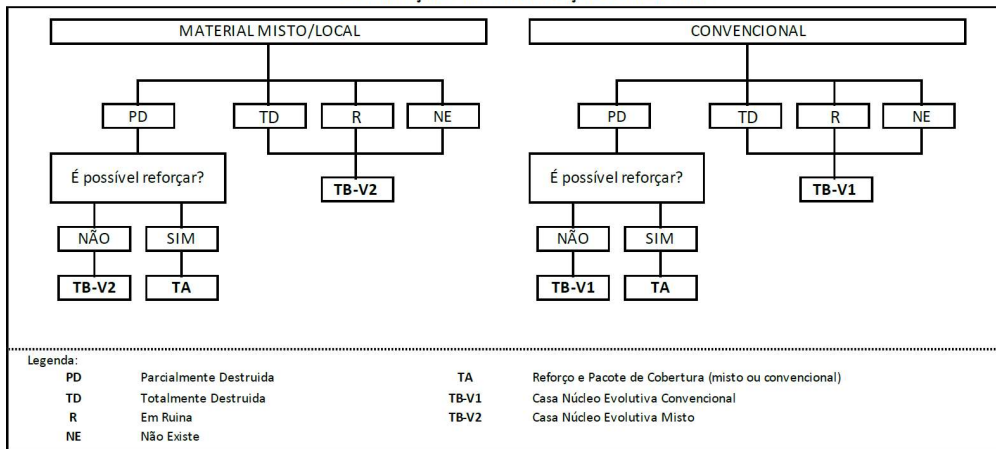 MATERIAL MISTO/LOCAL CONVENCIONAL
PD TD R NE PD TD R NE
É possível reforçar? TB-V2 É possível reforçar? TB-V1
NÃO SIM NÃO SIM
TB-V2 TA TB-V1 TA
Legenda:
PD Parcialmente Destruida TA Reforço e Pacote de Cobertura (misto ou convencional)
TD Totalmente Destruida TB-V1 Casa Núcleo Evolutiva Convencional
R Em Ruina TB-V2 Casa Núcleo Evolutiva Misto
NE Não Existe